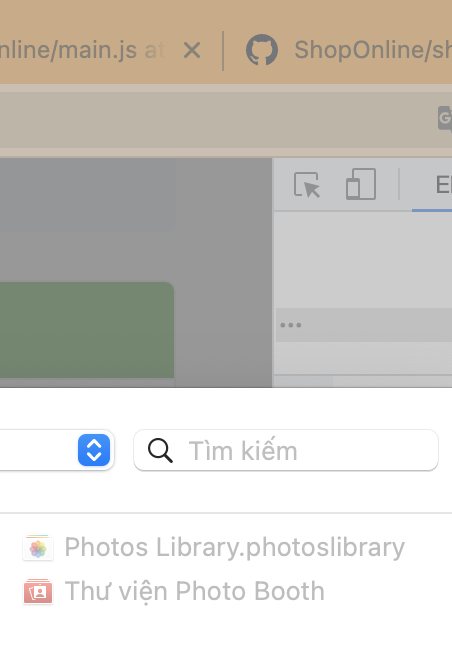 nline/main.js at
ShopOnline/sh
Tìm kiếm
Photos Library.photoslibrary
Thư viện Photo Booth